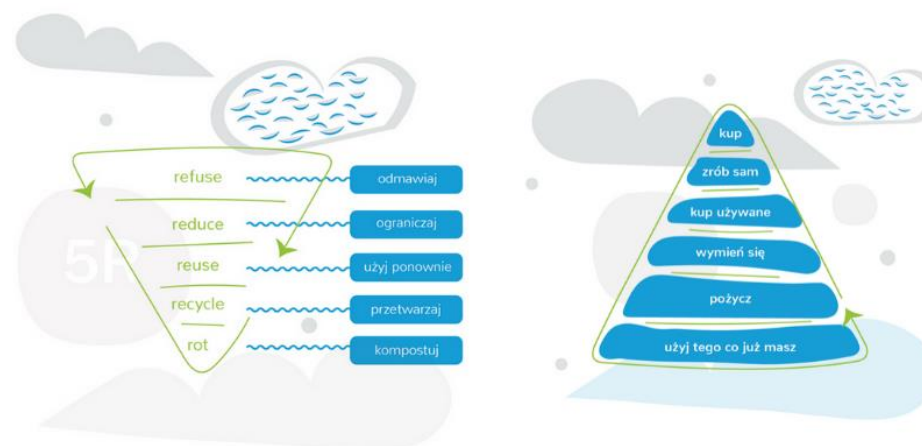 5R
refuse
odmawiaj
reduce
ograniczaj
reuse
użyj ponownie
recycle
przetwarzaj
rot
kompostuj
kup
zrób sam
kup używane
wymień się
pożycz
użyj tego co już masz